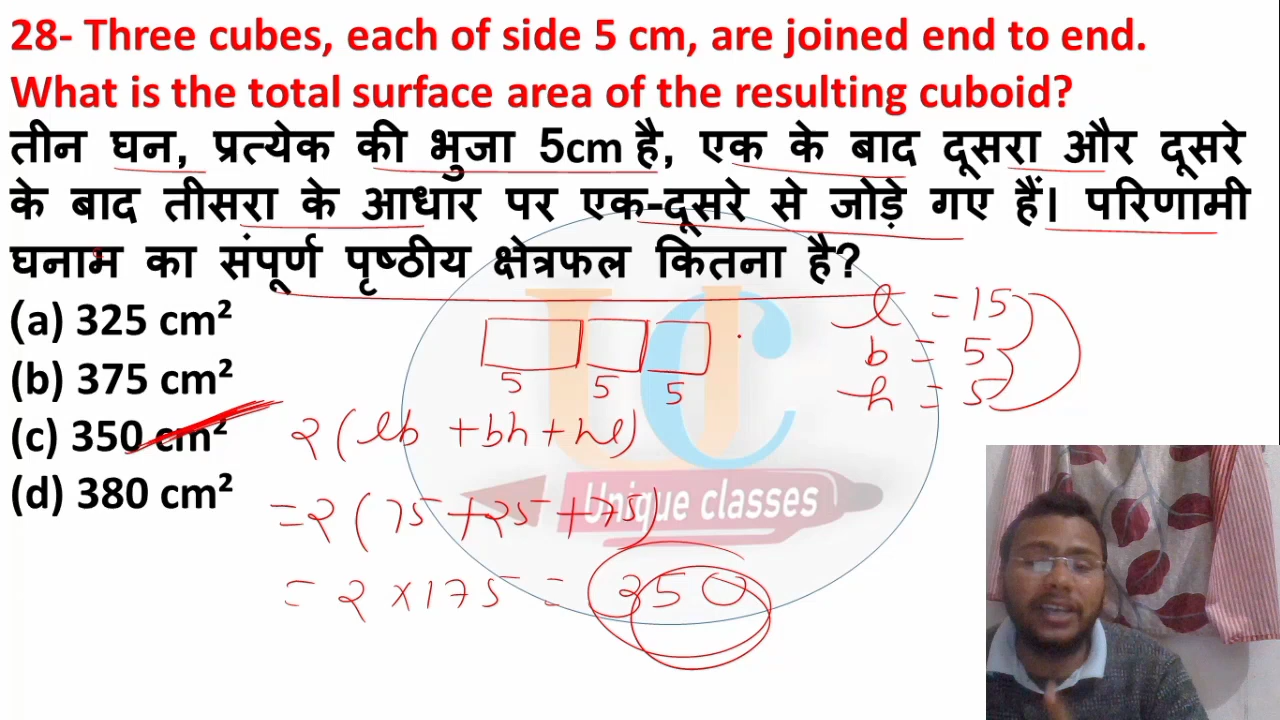 28- Three cubes, each of side 5 cm, are joined end to end.
What is the total surface area of the resulting cuboid?
तीन घन, प्रत्येक की भुजा 5cm है, एक के बाद दूसरा और दूसरे
के बाद तीसरा के आधार पर एक-दूसरे से जोड़े गए हैं। परिणामी
घनाम का संपूर्ण पृष्ठीय क्षेत्रफल कितना है?
(a) 325 cm²
(b) 375 cm²
(c) 350 cm²
(d) 380 cm²
l = 15
b = 5
h = 5
5 5 5
2 (lb + bh + hl)
= 2 (75 + 25 + 75)
= 2 × 175 = 350
UC
Unique classes